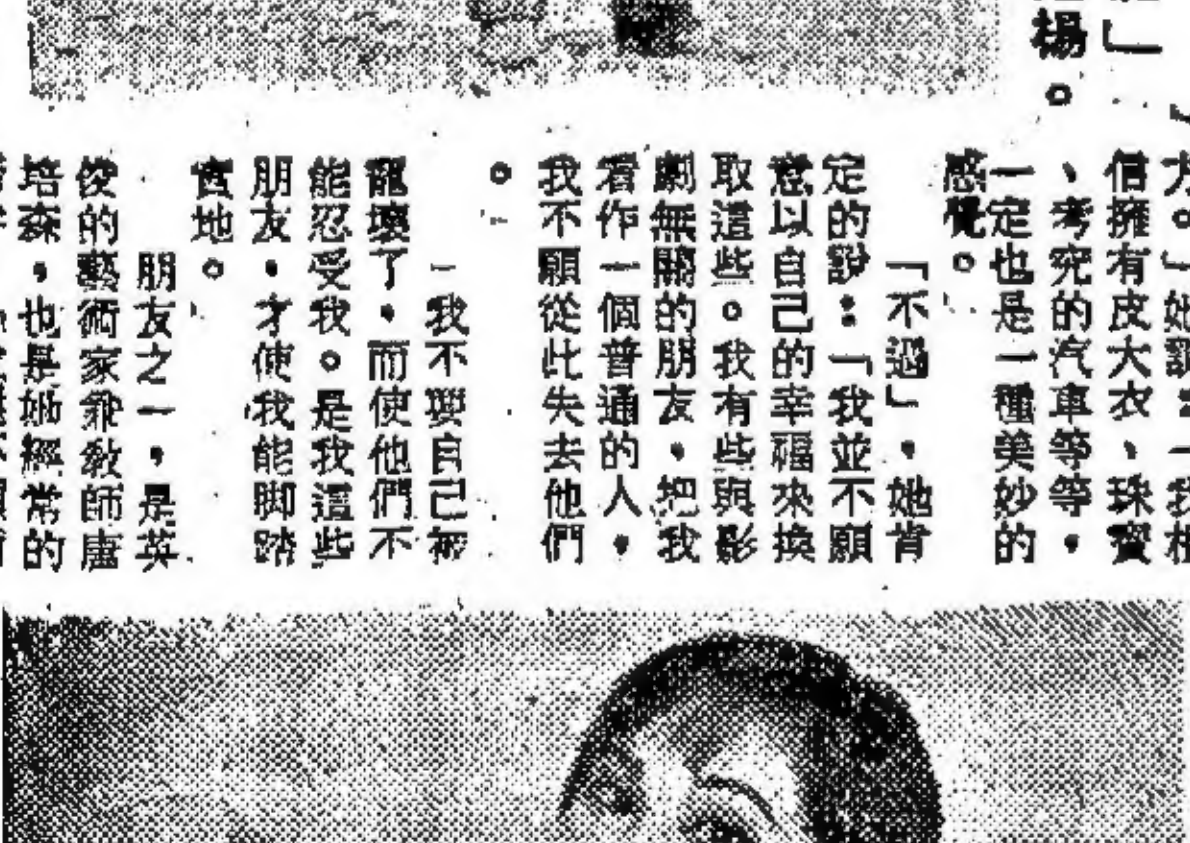 」
楊。
方。」她說：「我相
信擁有皮大衣、珠寶
、考究的汽車等等，
一定也是一種美妙的
感覺。
「不過」，她肯
定的說：「我並不願
意以自己的幸福來換
取這些。我有些與影
劇無關的朋友，把我
看作一個普通的人，
我不願從此失去他們
。
「我不要自己被
寵壞了，而使他們不
能忍受我。是我這些
朋友，才使我能脚踏
實地。
朋友之一，是英
俊的藝術家兼教師唐
培森，也是她經常的